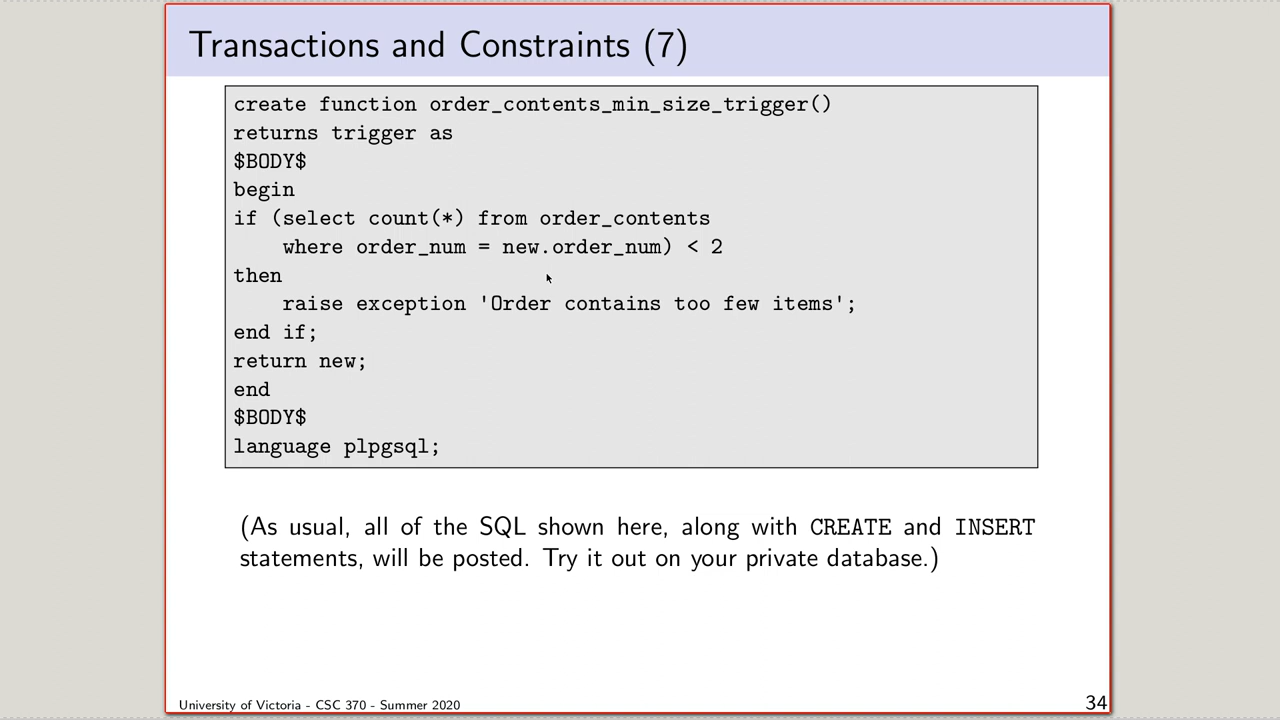 Transactions and Constraints (7)
create function order_contents_min_size_trigger()
returns trigger as
$BODY$
begin
if (select count(*) from order_contents
    where order_num = new.order_num) < 2
then
    raise exception 'Order contains too few items';
end if;
return new;
end
$BODY$
language plpgsql;
(As usual, all of the SQL shown here, along with CREATE and INSERT
statements, will be posted. Try it out on your private database.)
University of Victoria - CSC 370 - Summer 2020
34